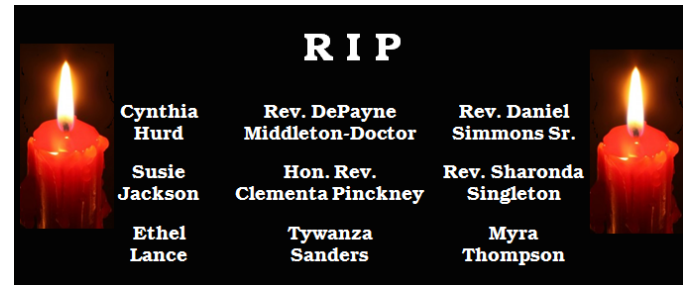 R I P
Cynthia
Hurd
Rev. DePayne
Middleton-Doctor
Rev. Daniel
Simmons Sr.
Susie
Jackson
Hon. Rev.
Clementa Pinckney
Rev. Sharonda
Singleton
Ethel
Lance
Tywanza
Sanders
Myra
Thompson